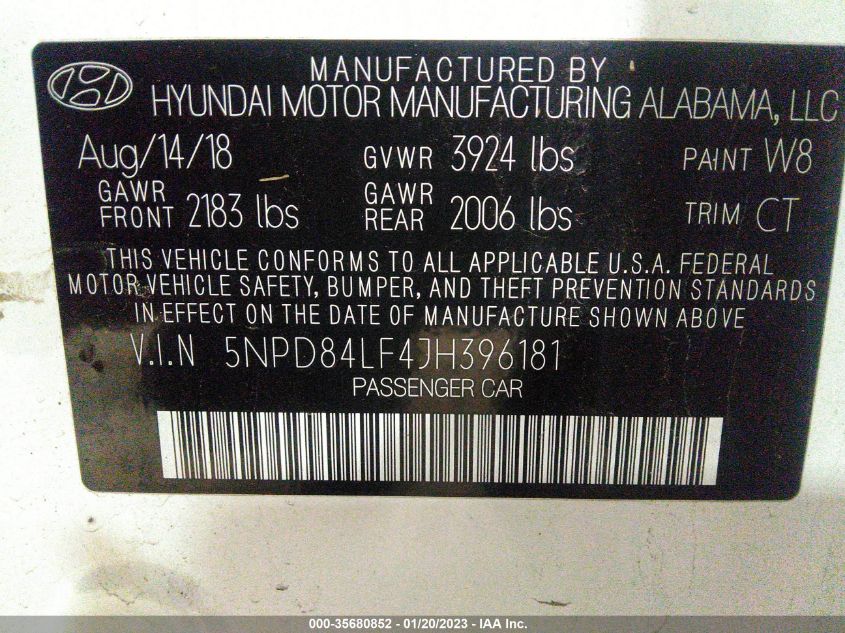 MANUFACTURED BY
HYUNDAI MOTOR MANUFACTURING ALABAMA, LLC
Aug/14/18 GVWR 3924 lbs PAINT W8
GAWR FRONT 2183 lbs GAWR REAR 2006 lbs TRIM CT
THIS VEHICLE CONFORMS TO ALL APPLICABLE U.S.A. FEDERAL
MOTOR VEHICLE SAFETY, BUMPER, AND THEFT PREVENTION STANDARDS
IN EFFECT ON THE DATE OF MANUFACTURE SHOWN ABOVE
V.I.N 5NPD84LF4JH396181
PASSENGER CAR
000-35680852 - 01/20/2023 - IAA Inc.